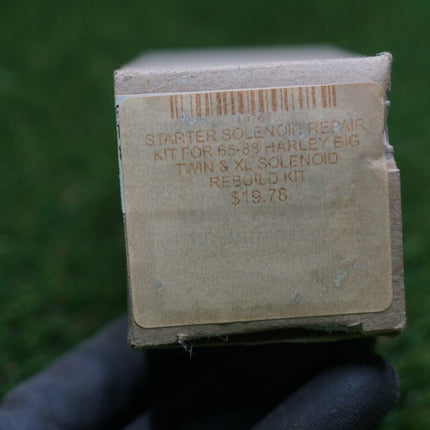 STARTER SOLENOID REPAIR
KIT FOR 65-88 HARLEY BIG
TWIN & XL SOLENOID
REBUILD KIT
$19.78